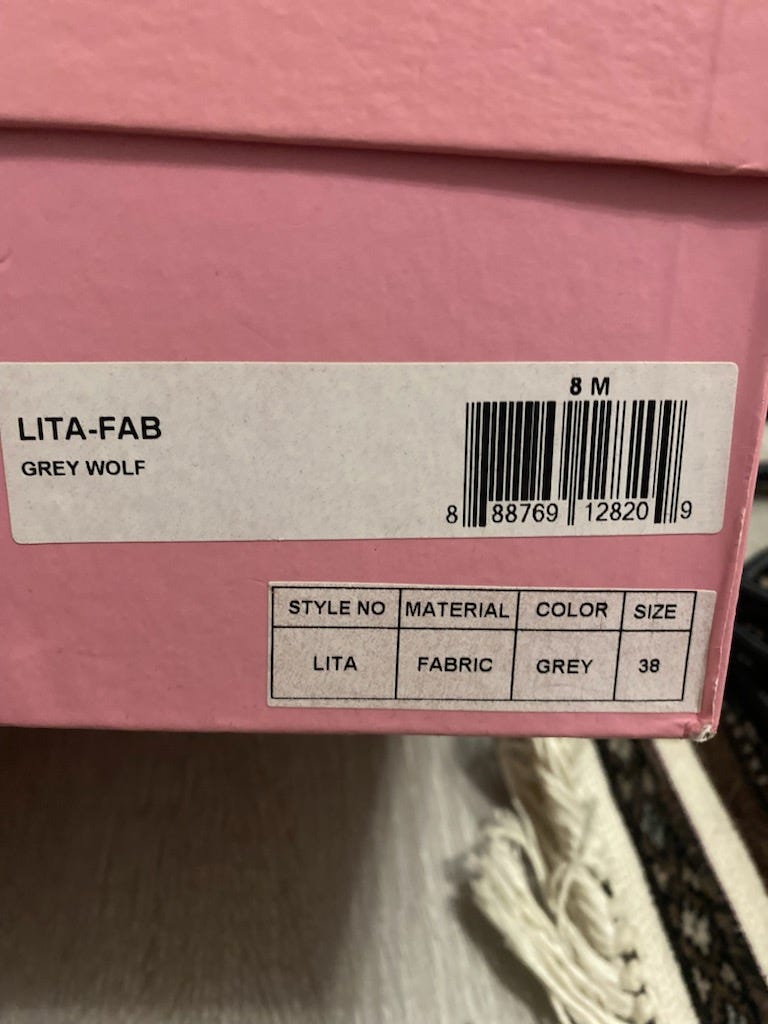 8 M
LITA-FAB
GREY WOLF
8 88769 12820 9
STYLE NO MATERIAL COLOR SIZE
LITA FABRIC GREY 38